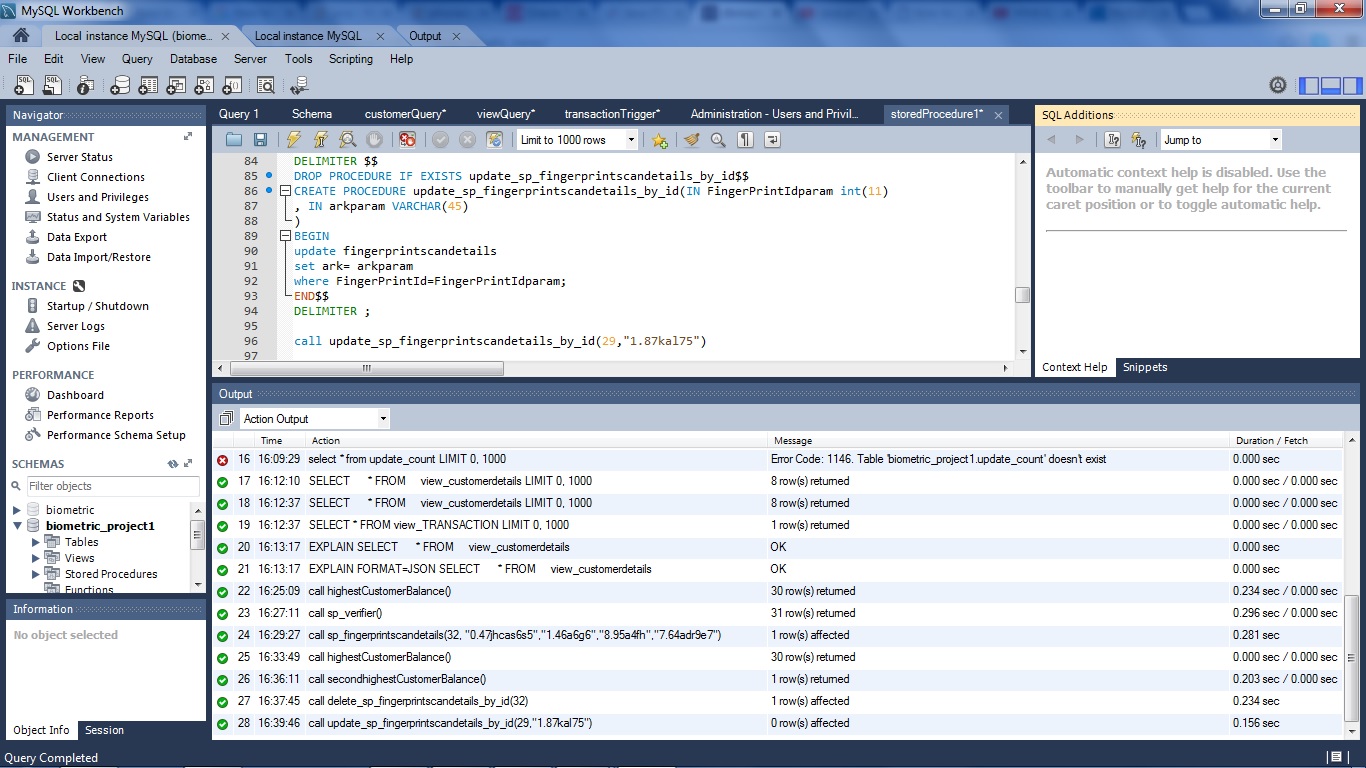 MySQL Workbench
Local instance MySQL (biome... Local instance MySQL Output
File Edit View Query Database Server Tools Scripting Help
Navigator
MANAGEMENT
Server Status
Client Connections
Users and Privileges
Status and System Variables
Data Export
Data Import/Restore
INSTANCE
Startup / Shutdown
Server Logs
Options File
PERFORMANCE
Dashboard
Performance Reports
Performance Schema Setup
SCHEMAS
Filter objects
biometric
biometric_project1
Tables
Views
Stored Procedures
Functions
Information
No object selected
Object Info Session
Query 1 Schema customerQuery* viewQuery* transactionTrigger* Administration - Users and Privil... storedProcedure1*
Limit to 1000 rows
84 DELIMITER $$
85 DROP PROCEDURE IF EXISTS update_sp_fingerprintscandetails_by_id$$
86 CREATE PROCEDURE update_sp_fingerprintscandetails_by_id(IN FingerPrintIdparam int(11)
87 , IN arkparam VARCHAR(45)
88 )
89 BEGIN
90 update fingerprintscandetails
91 set ark= arkparam
92 where FingerPrintId=FingerPrintIdparam;
93 END$$
94 DELIMITER ;
95
96 call update_sp_fingerprintscandetails_by_id(29,"1.87kal75")
97
SQL Additions
Jump to
Automatic context help is disabled. Use the
toolbar to manually get help for the current
caret position or to toggle automatic help.
Context Help Snippets
Output
Action Output
Time Action Message Duration / Fetch
16 16:09:29 select * from update_count LIMIT 0, 1000 Error Code: 1146. Table 'biometric_project1.update_count' doesn't exist 0.000 sec
17 16:12:10 SELECT * FROM view_customerdetails LIMIT 0, 1000 8 row(s) returned 0.000 sec / 0.000 sec
18 16:12:37 SELECT * FROM view_customerdetails LIMIT 0, 1000 8 row(s) returned 0.000 sec / 0.000 sec
19 16:12:37 SELECT * FROM view_TRANSACTION LIMIT 0, 1000 1 row(s) returned 0.000 sec / 0.000 sec
20 16:13:17 EXPLAIN SELECT * FROM view_customerdetails OK 0.000 sec
21 16:13:17 EXPLAIN FORMAT=JSON SELECT * FROM view_customerdetails OK 0.000 sec
22 16:25:09 call highestCustomerBalance() 30 row(s) returned 0.234 sec / 0.000 sec
23 16:27:11 call sp_verifier() 31 row(s) returned 0.296 sec / 0.000 sec
24 16:29:27 call sp_fingerprintscandetails(32, "0.47jhcas6s5","1.46a6g6","8.95a4fh","7.64adr9e7") 1 row(s) affected 0.281 sec
25 16:33:49 call highestCustomerBalance() 30 row(s) returned 0.000 sec / 0.000 sec
26 16:36:11 call secondhighestCustomerBalance() 1 row(s) returned 0.203 sec / 0.000 sec
27 16:37:45 call delete_sp_fingerprintscandetails_by_id(32) 1 row(s) affected 0.234 sec
28 16:39:46 call update_sp_fingerprintscandetails_by_id(29,"1.87kal75") 0 row(s) affected 0.156 sec
Query Completed